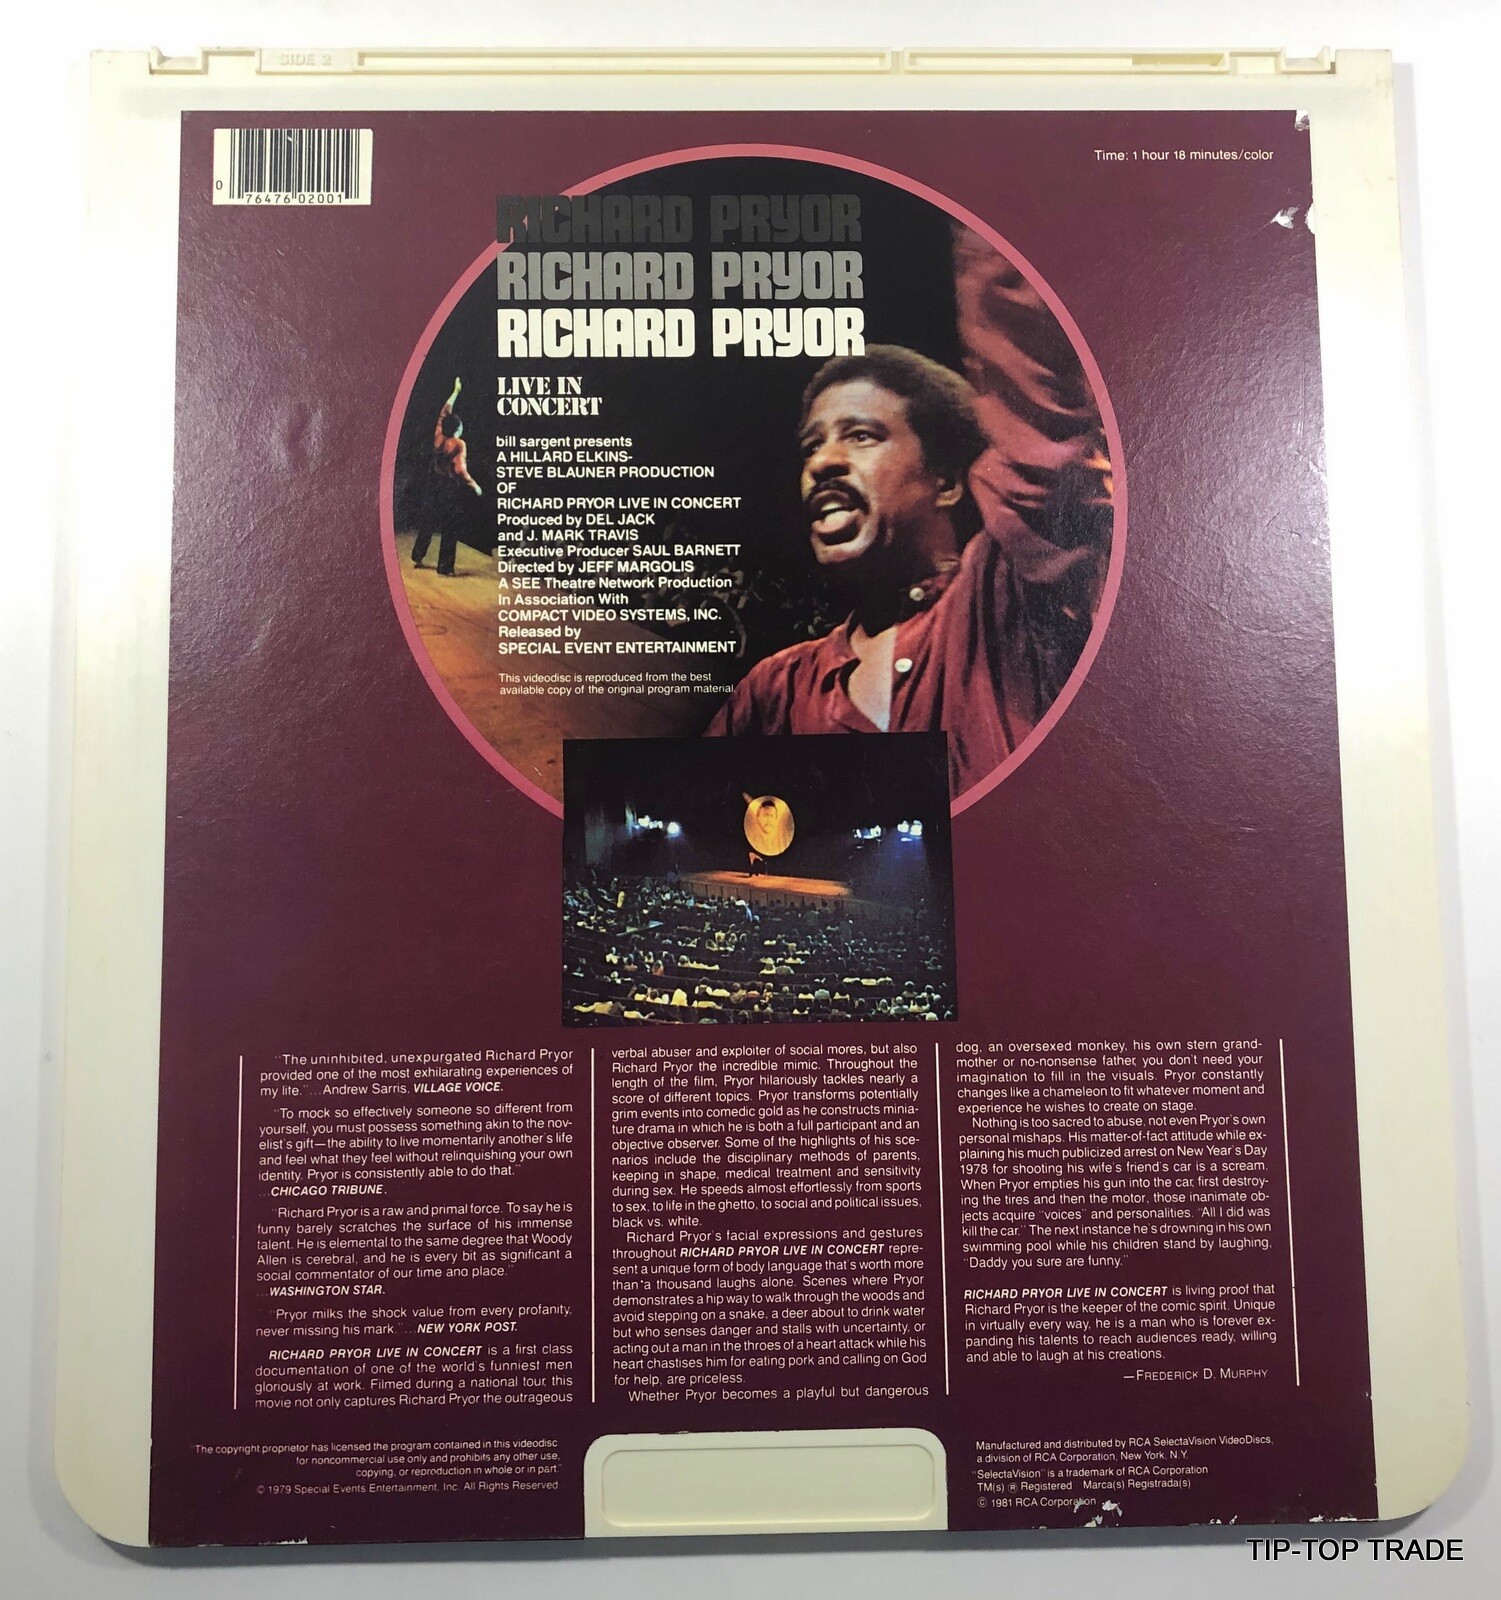 SIDE 2
0 76476 02001
Time: 1 hour 18 minutes/color
RICHARD PRYOR
RICHARD PRYOR
RICHARD PRYOR
LIVE IN
CONCERT
bill sargent presents
A HILLARD ELKINS-
STEVE BLAUNER PRODUCTION
OF
RICHARD PRYOR LIVE IN CONCERT
Produced by DEL JACK
and J. MARK TRAVIS
Executive Producer SAUL BARNETT
Directed by JEFF MARGOLIS
A SEE Theatre Network Production
In Association With
COMPACT VIDEO SYSTEMS, INC.
Released by
SPECIAL EVENT ENTERTAINMENT
This videodisc is reproduced from the best
available copy of the original program material.
"The uninhibited, unexpurgated Richard Pryor
provided one of the most exhilarating experiences of
my life."...Andrew Sarris, VILLAGE VOICE.
"To mock so effectively someone so different from
yourself, you must possess something akin to the nov-
elist's gift—the ability to live momentarily another's life
and feel what they feel without relinquishing your own
identity. Pryor is consistently able to do that."
...CHICAGO TRIBUNE.
"Richard Pryor is a raw and primal force. To say he is
funny barely scratches the surface of his immense
talent. He is elemental to the same degree that Woody
Allen is cerebral, and he is every bit as significant a
social commentator of our time and place."
...WASHINGTON STAR.
"Pryor milks the shock value from every profanity,
never missing his mark."...NEW YORK POST.
RICHARD PRYOR LIVE IN CONCERT is a first class
documentation of one of the world's funniest men
gloriously at work. Filmed during a national tour, this
movie not only captures Richard Pryor the outrageous
verbal abuser and exploiter of social mores, but also
Richard Pryor the incredible mimic. Throughout the
length of the film, Pryor hilariously tackles nearly a
score of different topics. Pryor transforms potentially
grim events into comedic gold as he constructs minia-
ture drama in which he is both a full participant and an
objective observer. Some of the highlights of his sce-
narios include the disciplinary methods of parents,
keeping in shape, medical treatment and sensitivity
during sex. He speeds almost effortlessly from sports
to sex, to life in the ghetto, to social and political issues,
black vs. white.
Richard Pryor's facial expressions and gestures
throughout RICHARD PRYOR LIVE IN CONCERT repre-
sent a unique form of body language that's worth more
than a thousand laughs alone. Scenes where Pryor
demonstrates a hip way to walk through the woods and
avoid stepping on a snake, a deer about to drink water
but who senses danger and stalls with uncertainty, or
acting out a man in the throes of a heart attack while his
heart chastises him for eating pork and calling on God
for help, are priceless.
Whether Pryor becomes a playful but dangerous
dog, an oversexed monkey, his own stern grand-
mother or no-nonsense father, you don't need your
imagination to fill in the visuals. Pryor constantly
changes like a chameleon to fit whatever moment and
experience he wishes to create on stage.
Nothing is too sacred to abuse, not even Pryor's own
personal mishaps. His matter-of-fact attitude while ex-
plaining his much publicized arrest on New Year's Day
1978 for shooting his wife's friend's car is a scream.
When Pryor empties his gun into the car, first destroy-
ing the tires and then the motor, those inanimate ob-
jects acquire "voices" and personalities. "All I did was
kill the car." The next instance he's drowning in his own
swimming pool while his children stand by laughing,
"Daddy you sure are funny."
RICHARD PRYOR LIVE IN CONCERT is living proof that
Richard Pryor is the keeper of the comic spirit. Unique
in virtually every way, he is a man who is forever ex-
panding his talents to reach audiences ready, willing
and able to laugh at his creations.
—FREDERICK D. MURPHY
"The copyright proprietor has licensed the program contained in this videodisc
for noncommercial use only and prohibits any other use,
copying, or reproduction in whole or in part."
© 1979 Special Events Entertainment, Inc. All Rights Reserved
Manufactured and distributed by RCA SelectaVision VideoDiscs,
a division of RCA Corporation, New York, N.Y.
"SelectaVision" is a trademark of RCA Corporation
TM(s) ® Registered Marca(s) Registrada(s)
© 1981 RCA Corporation
TIP-TOP TRADE